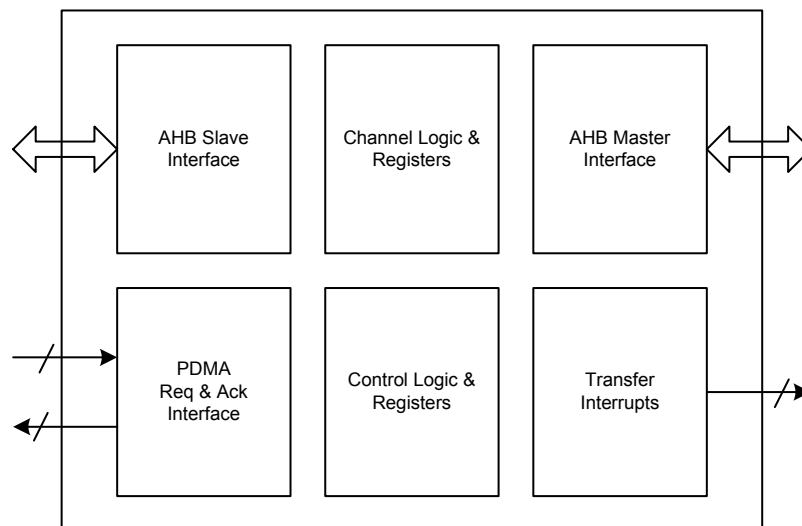 AHB Slave
Interface
Channel Logic &
Registers
AHB Master
Interface
PDMA
Req & Ack
Interface
Control Logic &
Registers
Transfer
Interrupts